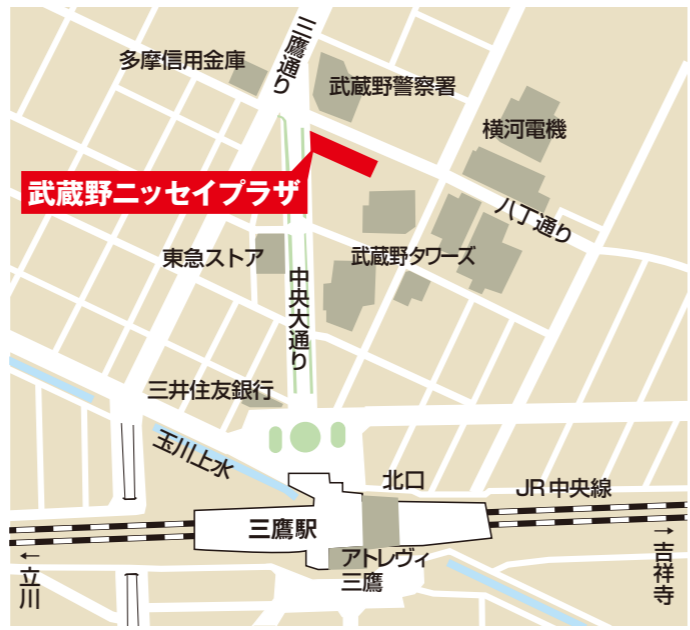 三鷹通り
多摩信用金庫
武蔵野警察署
横河電機
武蔵野ニッセイプラザ
八丁通り
東急ストア
武蔵野タワーズ
中央大通り
三井住友銀行
玉川上水
北口
JR中央線
三鷹駅
アトレヴィ
三鷹
← 立川
→ 吉祥寺